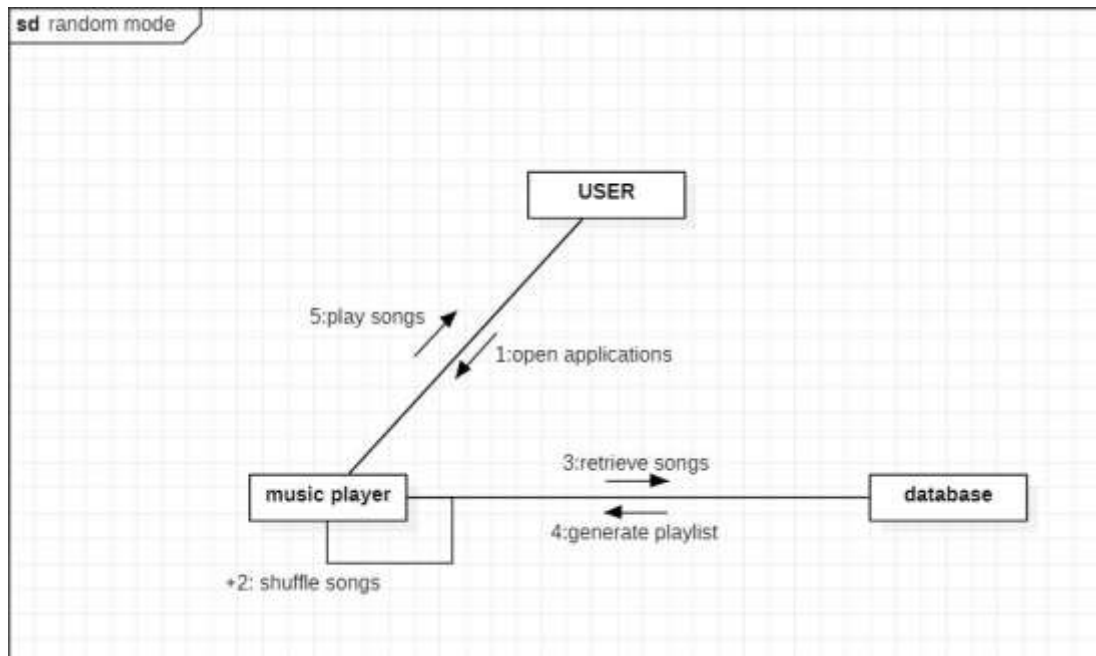 sd random mode
USER
5:play songs
1:open applications
3:retrieve songs
music player
database
4:generate playlist
+2: shuffle songs